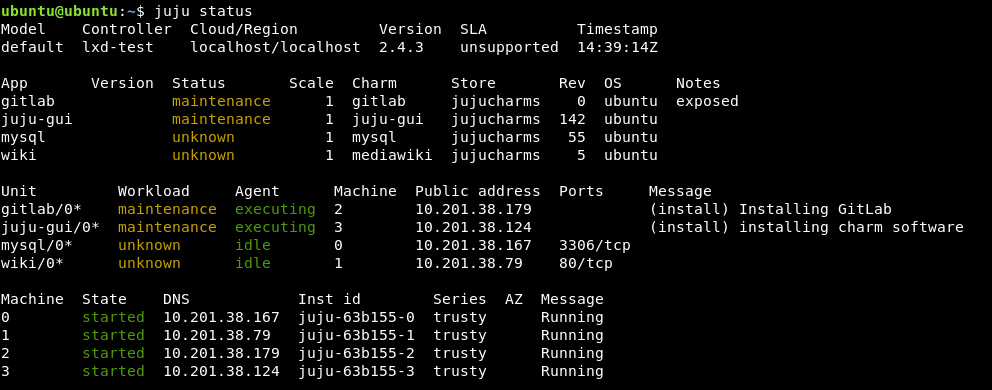 ubuntu@ubuntu:~$ juju status
Model    Controller  Cloud/Region         Version  SLA          Timestamp
default  lxd-test    localhost/localhost  2.4.3    unsupported  14:39:14Z
App       Version  Status       Scale  Charm      Store       Rev  OS      Notes
gitlab             maintenance      1  gitlab     jujucharms    0  ubuntu  exposed
juju-gui           maintenance      1  juju-gui   jujucharms  142  ubuntu
mysql              unknown          1  mysql      jujucharms   55  ubuntu
wiki               unknown          1  mediawiki  jujucharms    5  ubuntu
Unit         Workload     Agent      Machine  Public address  Ports     Message
gitlab/0*    maintenance  executing  2        10.201.38.179             (install) Installing GitLab
juju-gui/0*  maintenance  executing  3        10.201.38.124             (install) installing charm software
mysql/0*     unknown      idle       0        10.201.38.167   3306/tcp
wiki/0*      unknown      idle       1        10.201.38.79    80/tcp
Machine  State    DNS            Inst id        Series  AZ  Message
0        started  10.201.38.167  juju-63b155-0  trusty      Running
1        started  10.201.38.79   juju-63b155-1  trusty      Running
2        started  10.201.38.179  juju-63b155-2  trusty      Running
3        started  10.201.38.124  juju-63b155-3  trusty      Running